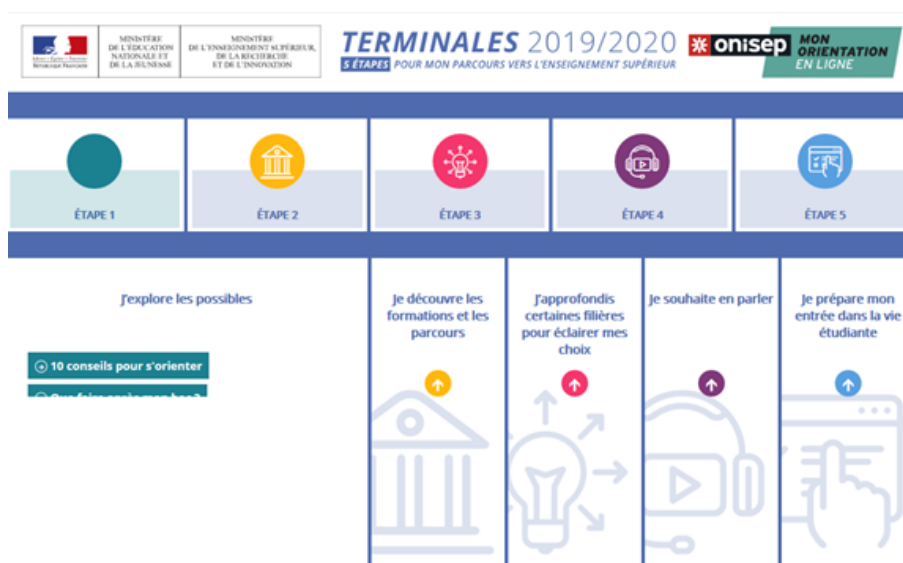 MINISTÈRE
DE L'ÉDUCATION
NATIONALE ET
DE LA JEUNESSE
MINISTÈRE
DE L'ENSEIGNEMENT SUPÉRIEUR,
DE LA RECHERCHE
ET DE L'INNOVATION
TERMINALES 2019/2020
5 ÉTAPES POUR MON PARCOURS VERS L'ENSEIGNEMENT SUPÉRIEUR
onisep
MON
ORIENTATION
EN LIGNE
RÉPUBLIQUE FRANÇAISE
ÉTAPE 1
ÉTAPE 2
ÉTAPE 3
ÉTAPE 4
ÉTAPE 5
J'explore les possibles
10 conseils pour s'orienter
Je découvre les
formations et les
parcours
J'approfondis
certaines filières
pour éclairer mes
choix
Je souhaite en parler
Je prépare mon
entrée dans la vie
étudiante